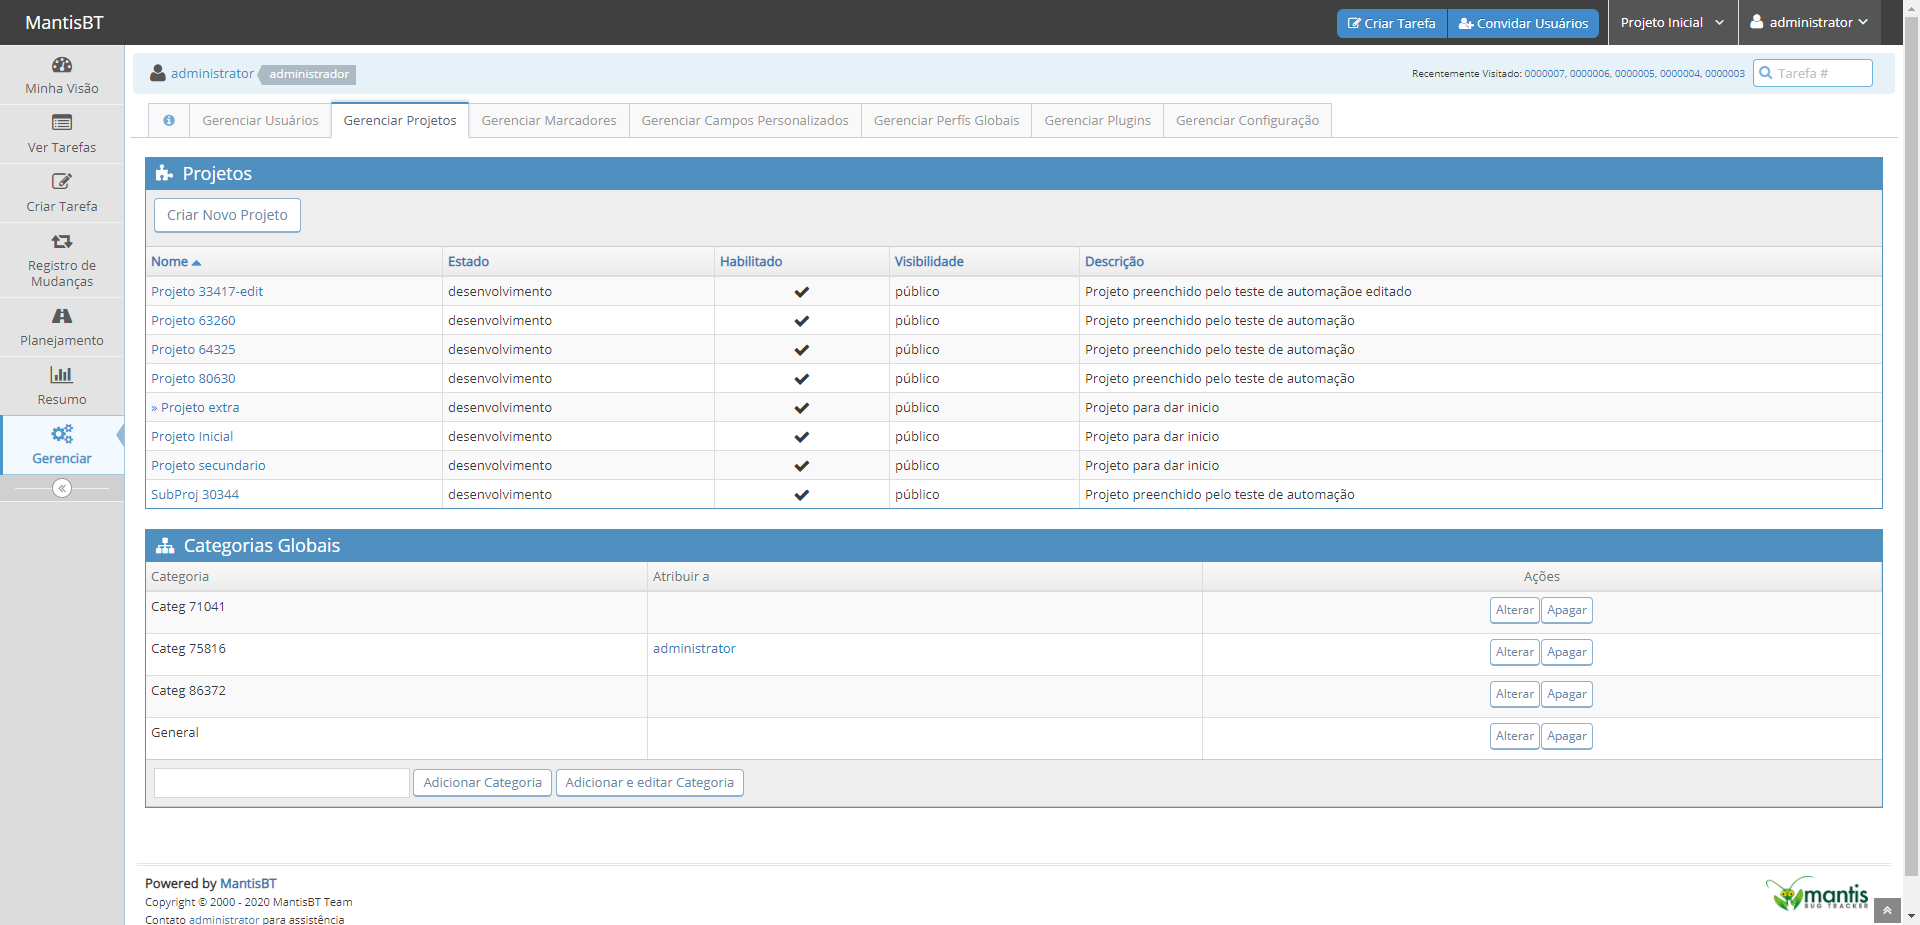 MantisBT
Criar Tarefa
Convidar Usuários
Projeto Inicial
administrator
Minha Visão
Ver Tarefas
Criar Tarefa
Registro de
Mudanças
Planejamento
Resumo
Gerenciar
administrator administrador
Recentemente Visitado: 0000007, 0000006, 0000005, 0000004, 0000003
Tarefa #
Gerenciar Usuários
Gerenciar Projetos
Gerenciar Marcadores
Gerenciar Campos Personalizados
Gerenciar Perfís Globais
Gerenciar Plugins
Gerenciar Configuração
Projetos
Criar Novo Projeto
Nome Estado Habilitado Visibilidade Descrição
Projeto 33417-edit desenvolvimento público Projeto preenchido pelo teste de automaçãoe editado
Projeto 63260 desenvolvimento público Projeto preenchido pelo teste de automação
Projeto 64325 desenvolvimento público Projeto preenchido pelo teste de automação
Projeto 80630 desenvolvimento público Projeto preenchido pelo teste de automação
» Projeto extra desenvolvimento público Projeto para dar inicio
Projeto Inicial desenvolvimento público Projeto para dar inicio
Projeto secundario desenvolvimento público Projeto para dar inicio
SubProj 30344 desenvolvimento público Projeto preenchido pelo teste de automação
Categorias Globais
Categoria Atribuir a Ações
Categ 71041 Alterar Apagar
Categ 75816 administrator Alterar Apagar
Categ 86372 Alterar Apagar
General Alterar Apagar
Adicionar Categoria Adicionar e editar Categoria
Powered by MantisBT
Copyright © 2000 - 2020 MantisBT Team
Contato administrator para assistência
mantis
BUG TRACKER